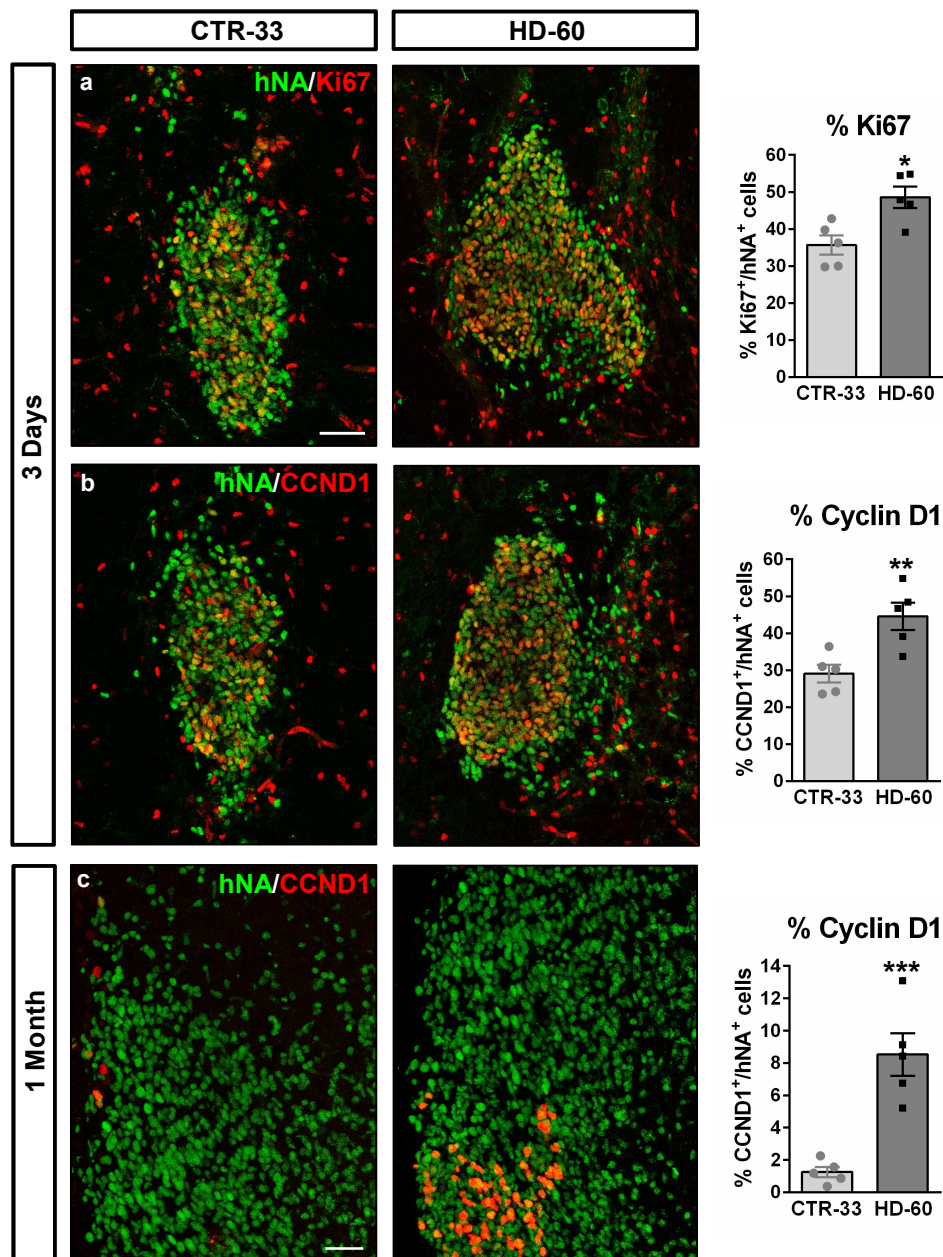 CTR-33
HD-60
3 Days
a
hNA/Ki67
% Ki67
% Ki67⁺/hNA⁺ cells
60
50
40
30
20
10
0
*
CTR-33
HD-60
b
hNA/CCND1
% Cyclin D1
% CCND1⁺/hNA⁺ cells
60
50
40
30
20
10
0
**
CTR-33
HD-60
1 Month
c
hNA/CCND1
% Cyclin D1
% CCND1⁺/hNA⁺ cells
14
12
10
8
6
4
2
0
***
CTR-33
HD-60